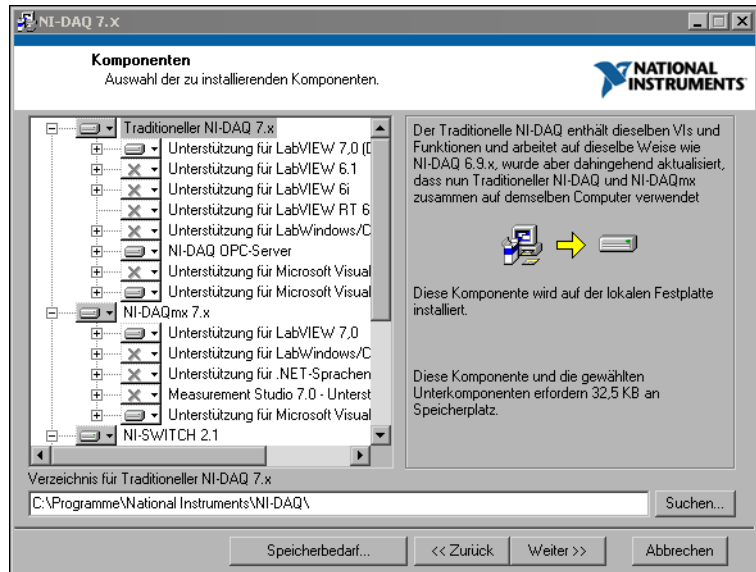 NI-DAQ 7.x
Komponenten
Auswahl der zu installierenden Komponenten.
NATIONAL
INSTRUMENTS
Traditioneller NI-DAQ 7.x
Unterstützung für LabVIEW 7,0 (D
Unterstützung für LabVIEW 6.1
Unterstützung für LabVIEW 6i
Unterstützung für LabVIEW RT 6
Unterstützung für LabWindows/C
NI-DAQ OPC-Server
Unterstützung für Microsoft Visual
Unterstützung für Microsoft Visual
NI-DAQmx 7.x
Unterstützung für LabVIEW 7,0
Unterstützung für LabWindows/C
Unterstützung für .NET-Sprachen
Measurement Studio 7.0 - Unterst
Unterstützung für Microsoft Visual
NI-SWITCH 2.1
Der Traditionelle NI-DAQ enthält dieselben VIs und
Funktionen und arbeitet auf dieselbe Weise wie
NI-DAQ 6.9.x, wurde aber dahingehend aktualisiert,
dass nun Traditioneller NI-DAQ und NI-DAQmx
zusammen auf demselben Computer verwendet
Diese Komponente wird auf der lokalen Festplatte
installiert.
Diese Komponente und die gewählten
Unterkomponenten erfordern 32,5 KB an
Speicherplatz.
Verzeichnis für Traditioneller NI-DAQ 7.x
C:\Programme\National Instruments\NI-DAQ\
Suchen...
Speicherbedarf...
<< Zurück
Weiter >>
Abbrechen